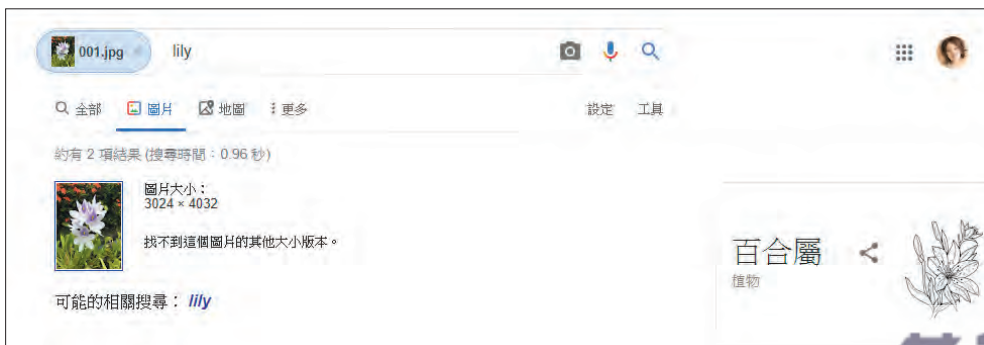 001.jpg lily
全部 圖片 地圖 更多 設定 工具
約有 2 項結果 (搜尋時間：0.96 秒)
圖片大小：
3024 × 4032
找不到這個圖片的其他大小版本。
百合屬
植物
可能的相關搜尋： lily